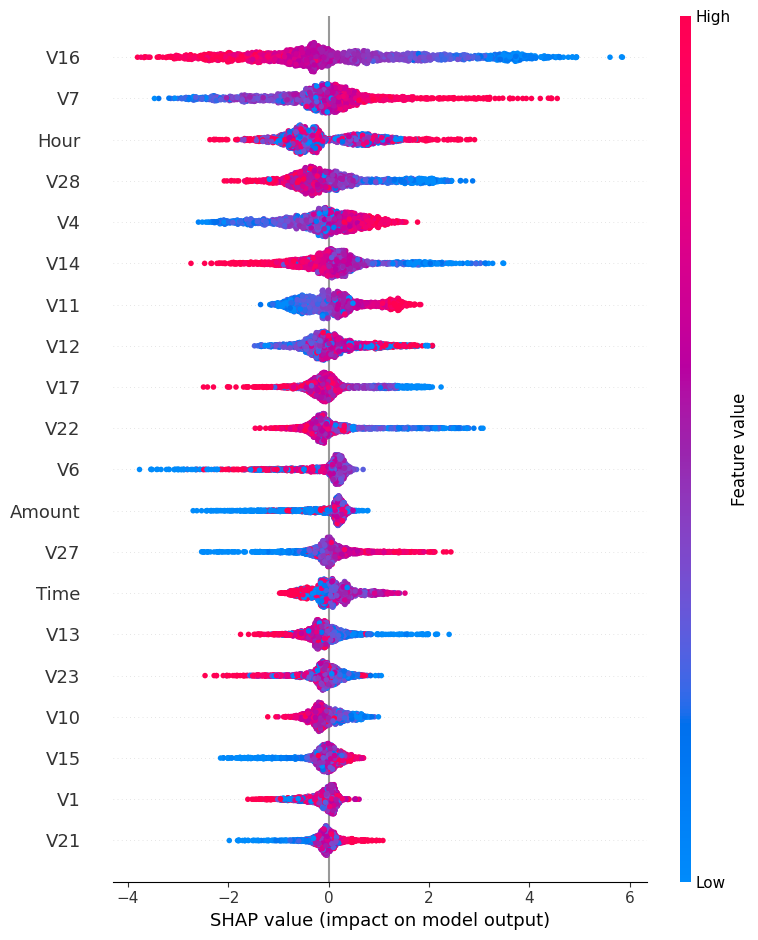 High
V16
V7
Hour
V28
V4
V14
V11
V12
V17
V22
V6
Amount
V27
Time
V13
V23
V10
V15
V1
V21
Feature value
Low
−4 −2 0 2 4 6
SHAP value (impact on model output)